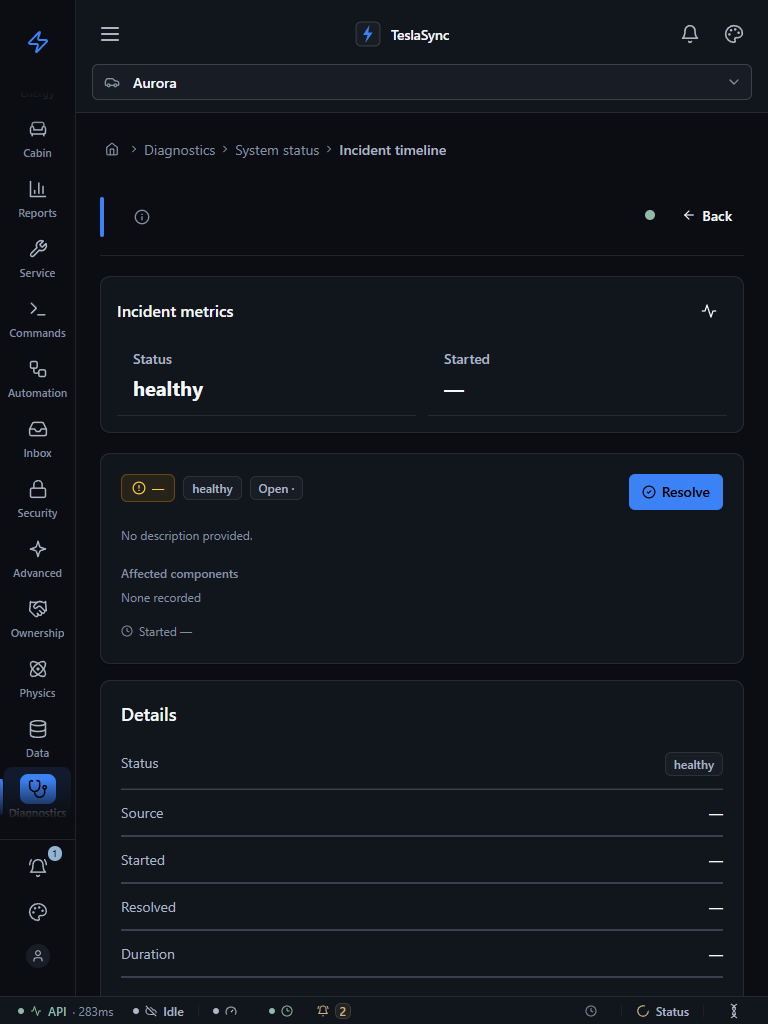 TeslaSync
Aurora
Energy
Cabin
Reports
Service
Commands
Automation
Inbox
Security
Advanced
Ownership
Physics
Data
Diagnostics
1
Diagnostics > System status > Incident timeline
Back
Incident metrics
Status
healthy
Started
—
—
healthy
Open ·
Resolve
No description provided.
Affected components
None recorded
Started —
Details
Status healthy
Source —
Started —
Resolved —
Duration —
API · 283ms Idle 2 Status